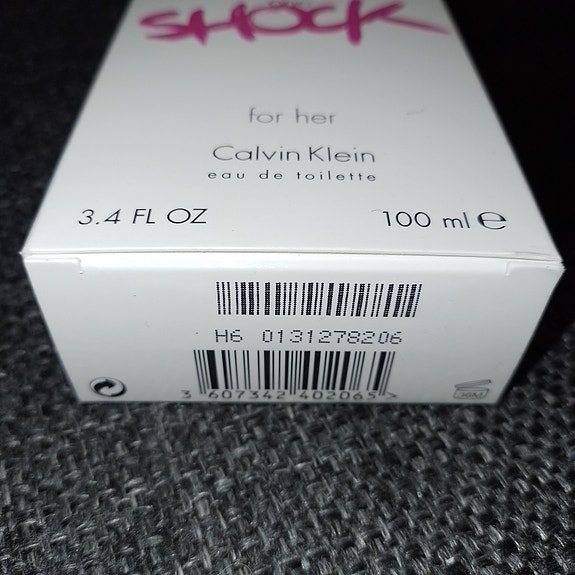 SHOCK
for her
Calvin Klein
eau de toilette
3.4 FL OZ 100 ml ℮
H6 0131278206
3 607342 402065 >
36M